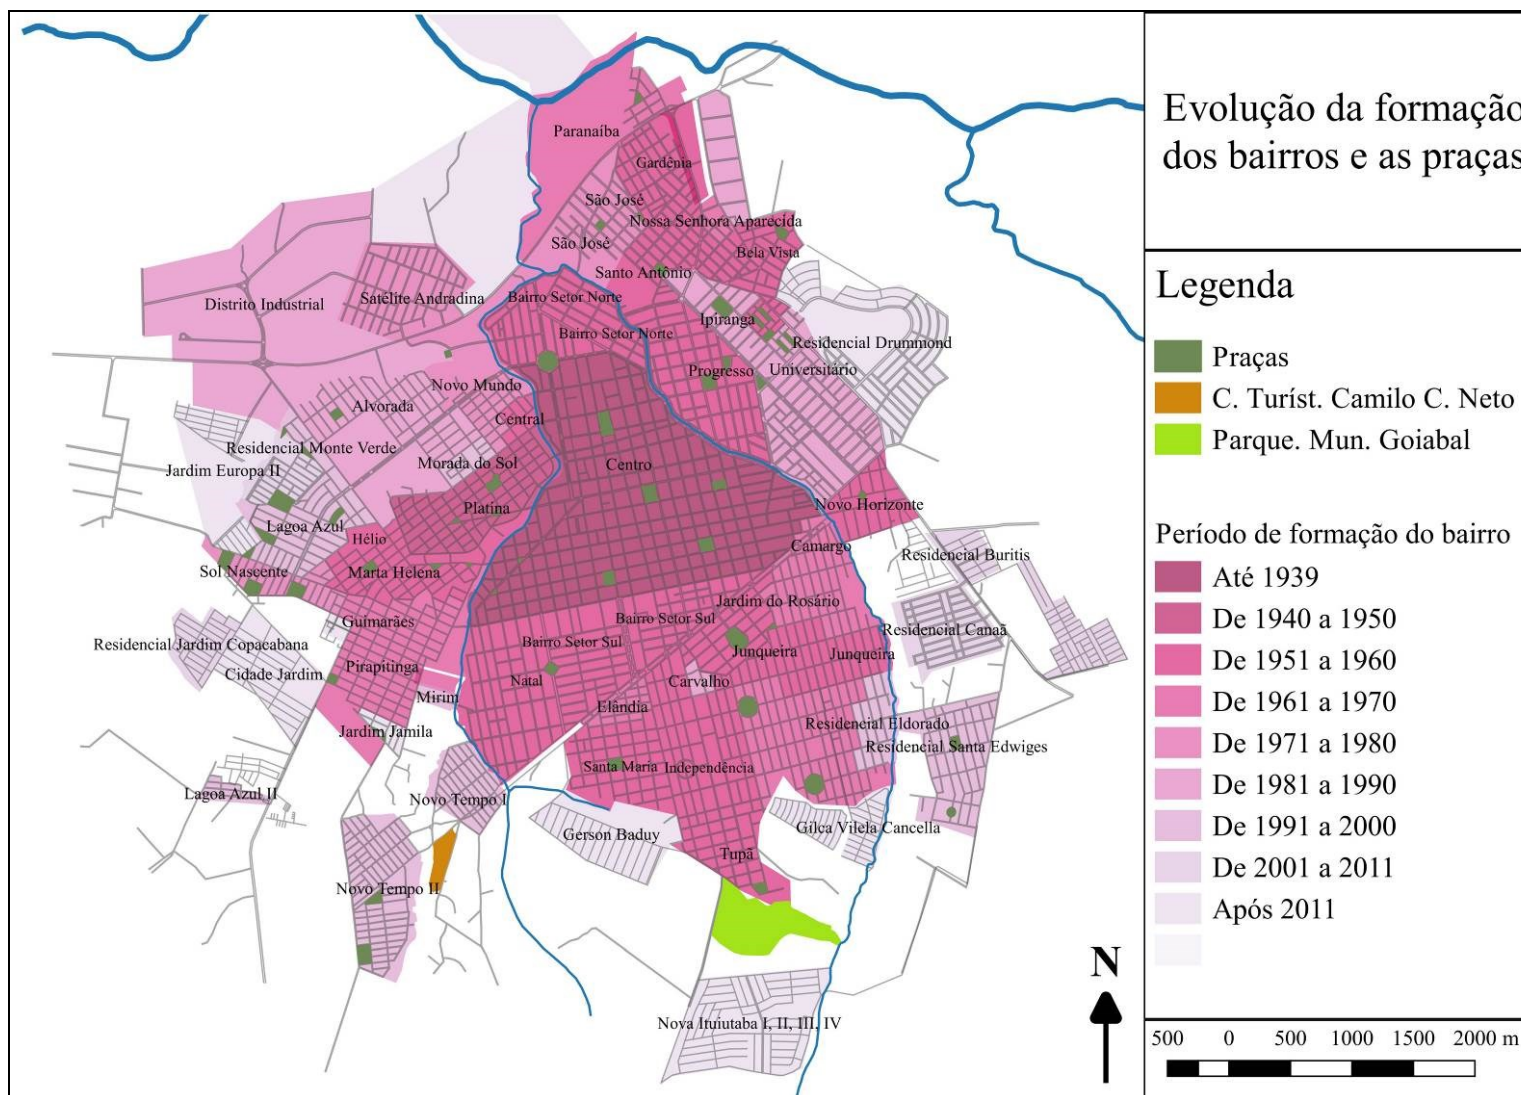 Evolução da formação
dos bairros e as praças
Legenda
Praças
C. Turíst. Camilo C. Neto
Parque. Mun. Goiabal
Período de formação do bairro
Até 1939
De 1940 a 1950
De 1951 a 1960
De 1961 a 1970
De 1971 a 1980
De 1981 a 1990
De 1991 a 2000
De 2001 a 2011
Após 2011
500 0 500 1000 1500 2000 m
N
Paranaíba
Gardênia
São José
Nossa Senhora Aparecida
São José
Bela Vista
Santo Antônio
Distrito Industrial
Satélite Andradina
Bairro Setor Norte
Ipiranga
Bairro Setor Norte
Residencial Drummond
Progresso
Universitário
Novo Mundo
Alvorada
Central
Residencial Monte Verde
Morada do Sol
Centro
Jardim Europa II
Platina
Novo Horizonte
Lagoa Azul
Hélio
Camargo
Residencial Buritis
Sol Nascente
Marta Helena
Jardim do Rosário
Guimarães
Bairro Setor Sul
Residencial Canaã
Residencial Jardim Copacabana
Bairro Setor Sul
Junqueira
Junqueira
Cidade Jardim
Pirapitinga
Natal
Carvalho
Mirim
Elândia
Residencial Eldorado
Jardim Jamila
Residencial Santa Edwiges
Santa Maria
Independência
Lagoa Azul II
Novo Tempo I
Gerson Baduy
Gilca Vilela Cancella
Tupã
Novo Tempo II
Nova Ituiutaba I, II, III, IV